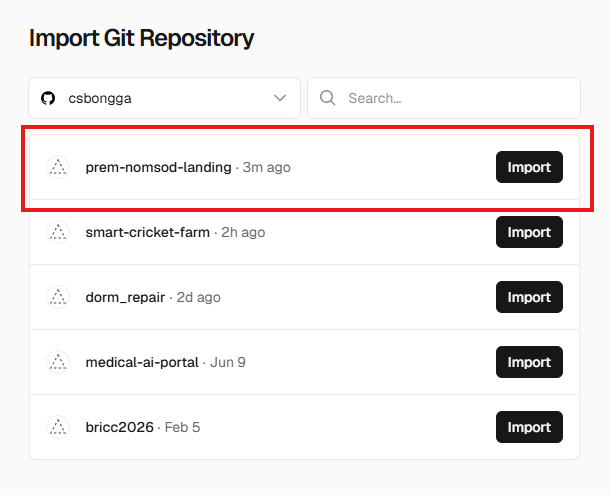 Import Git Repository
csbongga
Search...
prem-nomsod-landing · 3m ago
Import
smart-cricket-farm · 2h ago
Import
dorm_repair · 2d ago
Import
medical-ai-portal · Jun 9
Import
bricc2026 · Feb 5
Import